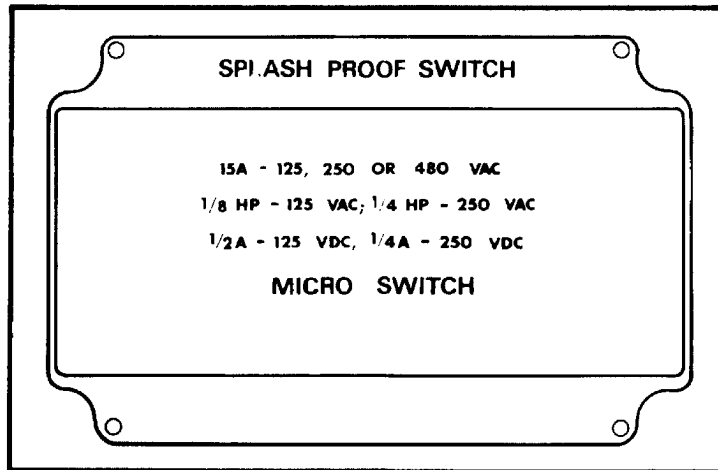 SPLASH PROOF SWITCH
15A - 125, 250 OR 480 VAC
1/8 HP - 125 VAC; 1/4 HP - 250 VAC
1/2A - 125 VDC, 1/4A - 250 VDC
MICRO SWITCH